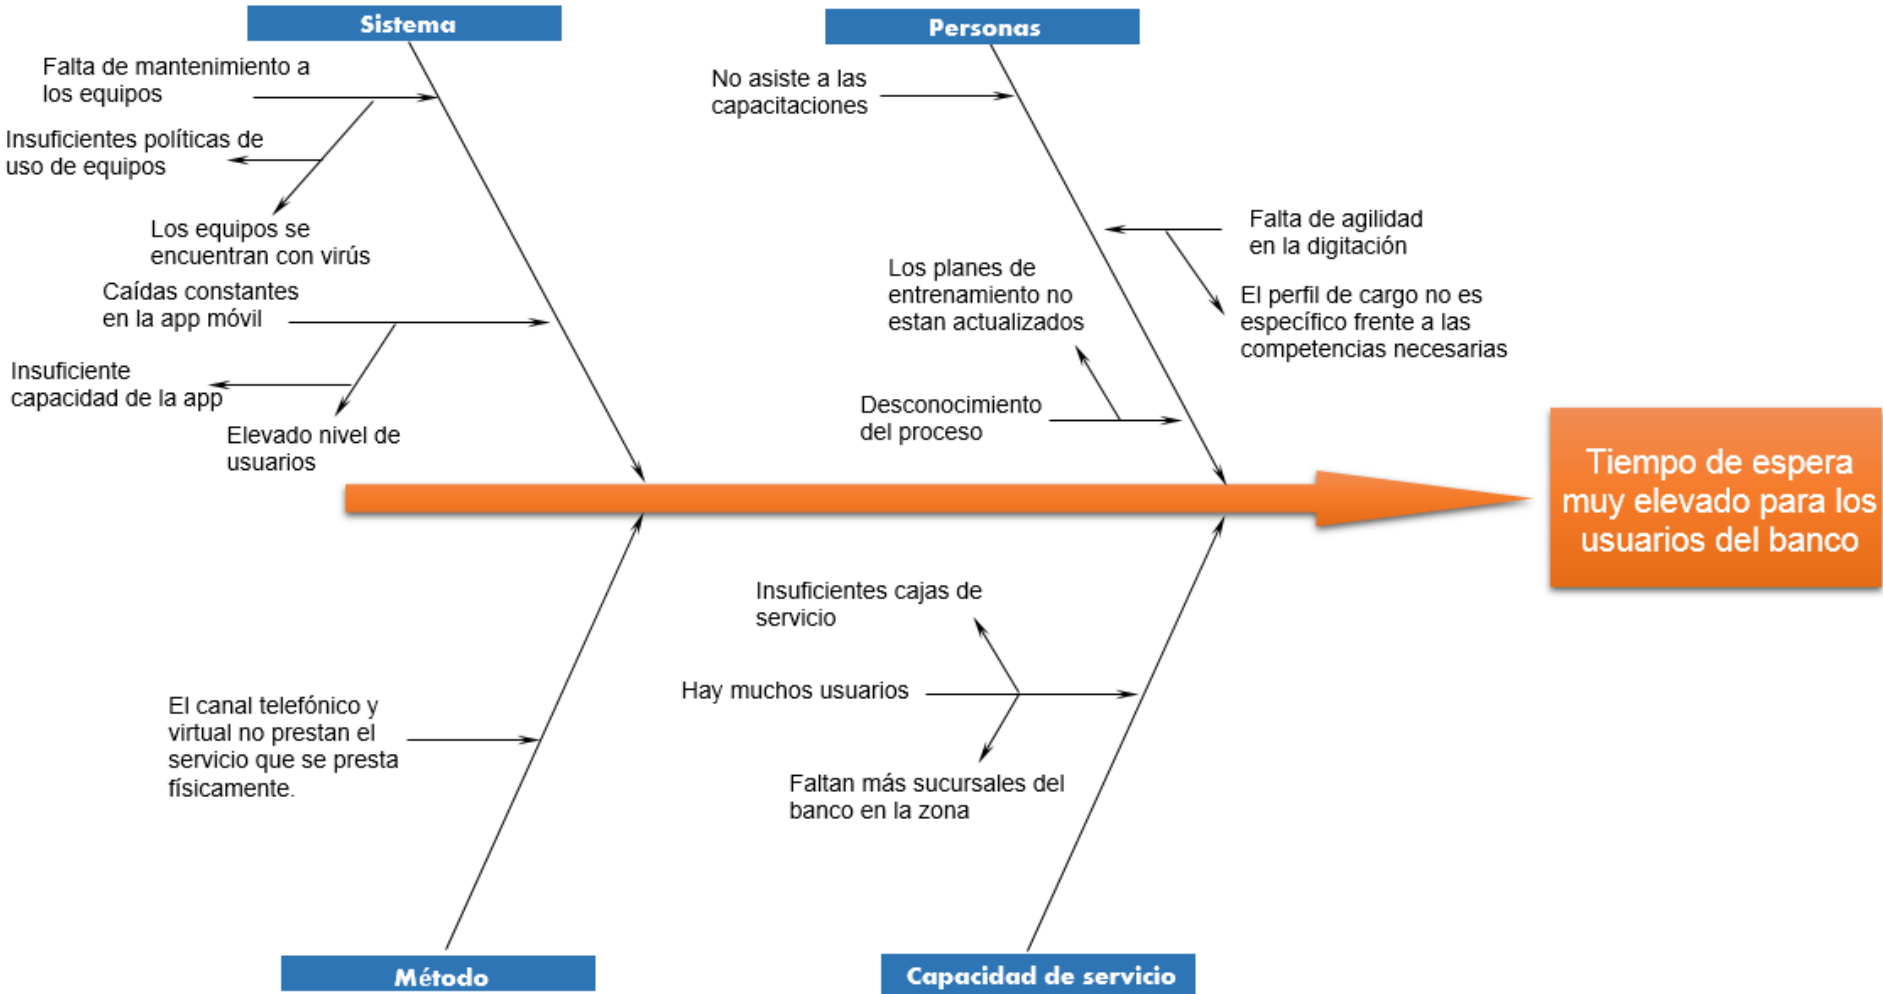 Sistema
Personas
Falta de mantenimiento a
los equipos
Insuficientes políticas de
uso de equipos
Los equipos se
encuentran con virús
Caídas constantes
en la app móvil
Insuficiente
capacidad de la app
Elevado nivel de
usuarios
No asiste a las
capacitaciones
Falta de agilidad
en la digitación
El perfil de cargo no es
específico frente a las
competencias necesarias
Los planes de
entrenamiento no
estan actualizados
Desconocimiento
del proceso
Tiempo de espera
muy elevado para los
usuarios del banco
El canal telefónico y
virtual no prestan el
servicio que se presta
físicamente.
Insuficientes cajas de
servicio
Hay muchos usuarios
Faltan más sucursales del
banco en la zona
Método
Capacidad de servicio